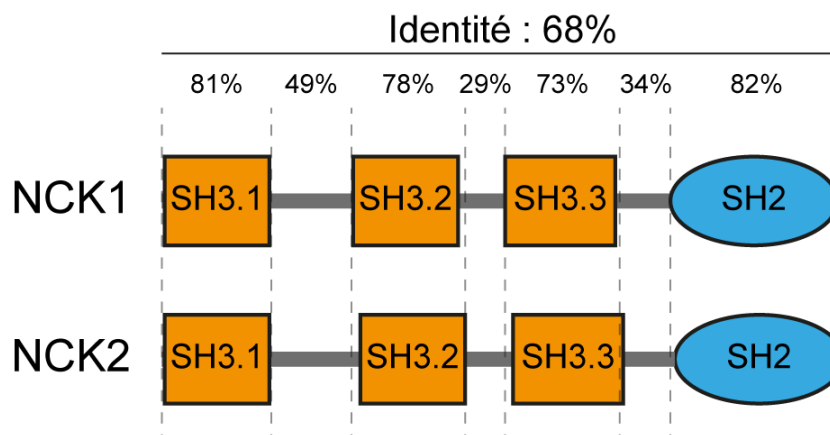 Identité : 68%
81% 49% 78% 29% 73% 34% 82%
NCK1 SH3.1 SH3.2 SH3.3 SH2
NCK2 SH3.1 SH3.2 SH3.3 SH2